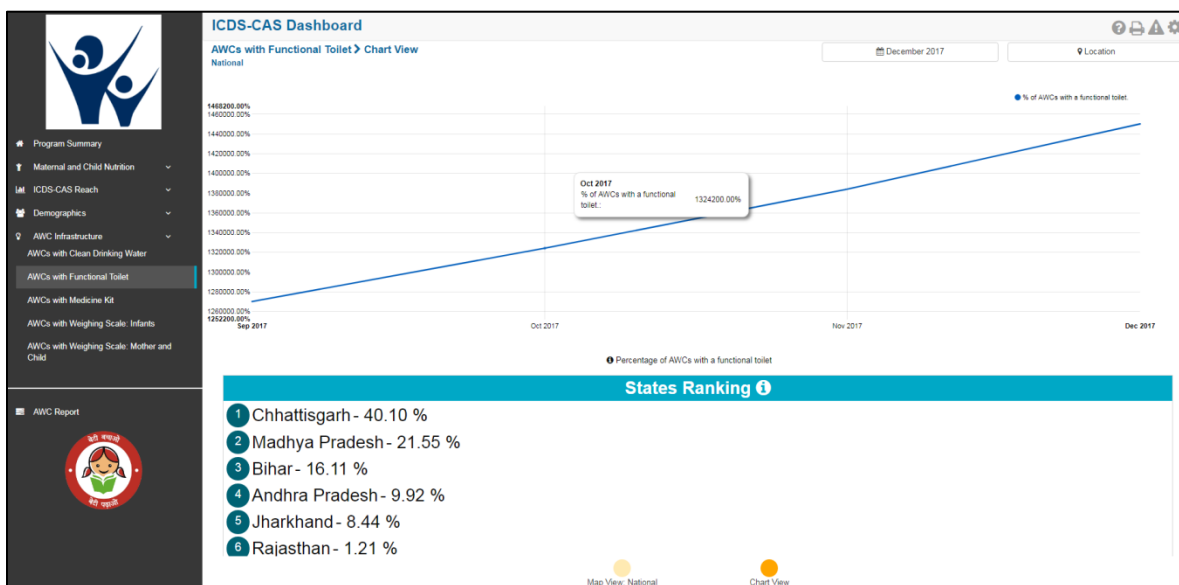 ICDS-CAS Dashboard
AWCs with Functional Toilet > Chart View
National
December 2017
Location
Program Summary
Maternal and Child Nutrition
ICDS-CAS Reach
Demographics
AWC Infrastructure
AWCs with Clean Drinking Water
AWCs with Functional Toilet
AWCs with Medicine Kit
AWCs with Weighing Scale: Infants
AWCs with Weighing Scale: Mother and
Child
AWC Report
बेटी बचाओ
बेटी पढ़ाओ
% of AWCs with a functional toilet.
1468200.00%
1460000.00%
1440000.00%
1420000.00%
1400000.00%
1380000.00%
1360000.00%
1340000.00%
1320000.00%
1300000.00%
1280000.00%
1260000.00%
1252200.00%
Oct 2017
% of AWCs with a functional
toilet.: 1324200.00%
Sep 2017 Oct 2017 Nov 2017 Dec 2017
Percentage of AWCs with a functional toilet
States Ranking
1 Chhattisgarh - 40.10 %
2 Madhya Pradesh - 21.55 %
3 Bihar - 16.11 %
4 Andhra Pradesh - 9.92 %
5 Jharkhand - 8.44 %
6 Rajasthan - 1.21 %
Map View: National
Chart View